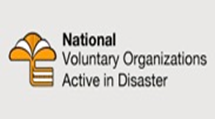 National
Voluntary Organizations
Active in Disaster